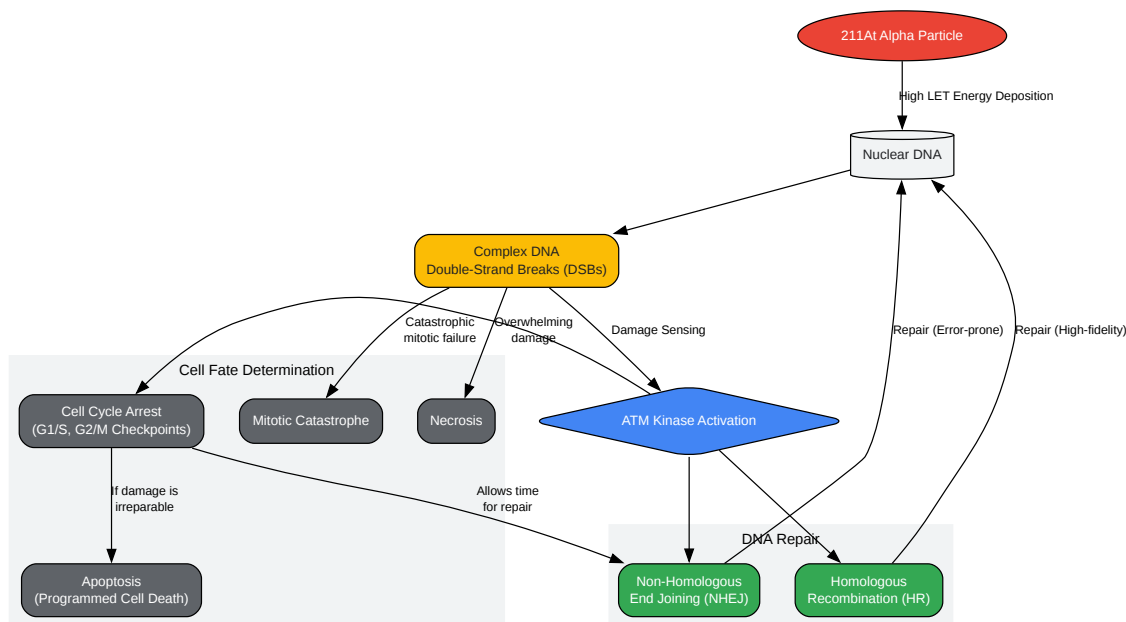 211At Alpha Particle
High LET Energy Deposition
Nuclear DNA
Complex DNA
Double-Strand Breaks (DSBs)
Catastrophic
mitotic failure
Overwhelming
damage
Damage Sensing
Repair (Error-prone)
Repair (High-fidelity)
Cell Fate Determination
Cell Cycle Arrest
(G1/S, G2/M Checkpoints)
Mitotic Catastrophe
Necrosis
ATM Kinase Activation
If damage is
irreparable
Allows time
for repair
DNA Repair
Apoptosis
(Programmed Cell Death)
Non-Homologous
End Joining (NHEJ)
Homologous
Recombination (HR)